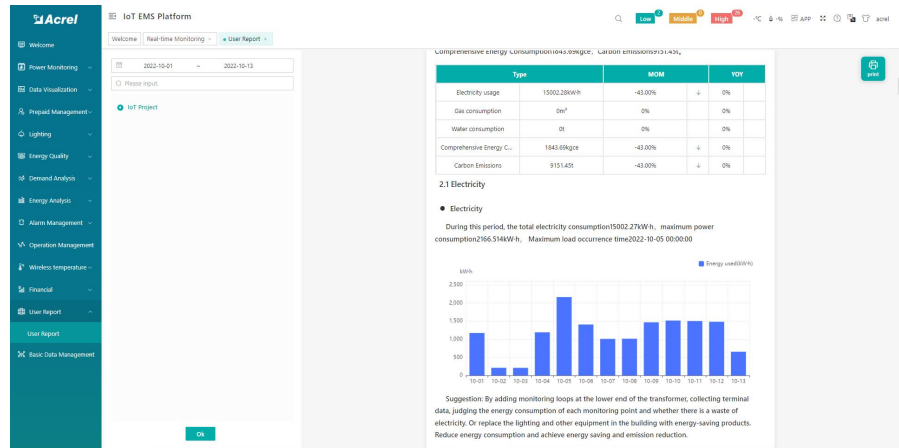 Acrel
IoT EMS Platform
Low 2 Middle 0 High 26 -℃ -% APP acrel
Welcome Real-time Monitoring × • User Report ×
Welcome
Power Monitoring
Data Visualization
Prepaid Management
Lighting
Energy Quality
Demand Analysis
Energy Analysis
Alarm Management
Operation Management
Wireless temperature
Financial
User Report
User Report
Basic Data Management
2022-10-01 ~ 2022-10-13
Please input.
IoT Project
Ok
Comprehensive Energy Consumption1843.69kgce, Carbon Emissions9151.45t。
print
Type MOM YOY
Electricity usage 15002.28kW·h -43.00% ↓ 0%
Gas consumption 0m³ 0% 0%
Water consumption 0t 0% 0%
Comprehensive Energy C... 1843.69kgce -43.00% ↓ 0%
Carbon Emissions 9151.45t -43.00% ↓ 0%
2.1 Electricity
● Electricity
During this period, the total electricity consumption15002.27kW·h, maximum power
consumption2166.514kW·h, Maximum load occurrence time2022-10-05 00:00:00
Energy used(kW·h)
kW·h
2,500
2,000
1,500
1,000
500
0
10-01 10-02 10-03 10-04 10-05 10-06 10-07 10-08 10-09 10-10 10-11 10-12 10-13
Suggestion: By adding monitoring loops at the lower end of the transformer, collecting terminal
data, judging the energy consumption of each monitoring point and whether there is a waste of
electricity. Or replace the lighting and other equipment in the building with energy-saving products.
Reduce energy consumption and achieve energy saving and emission reduction.